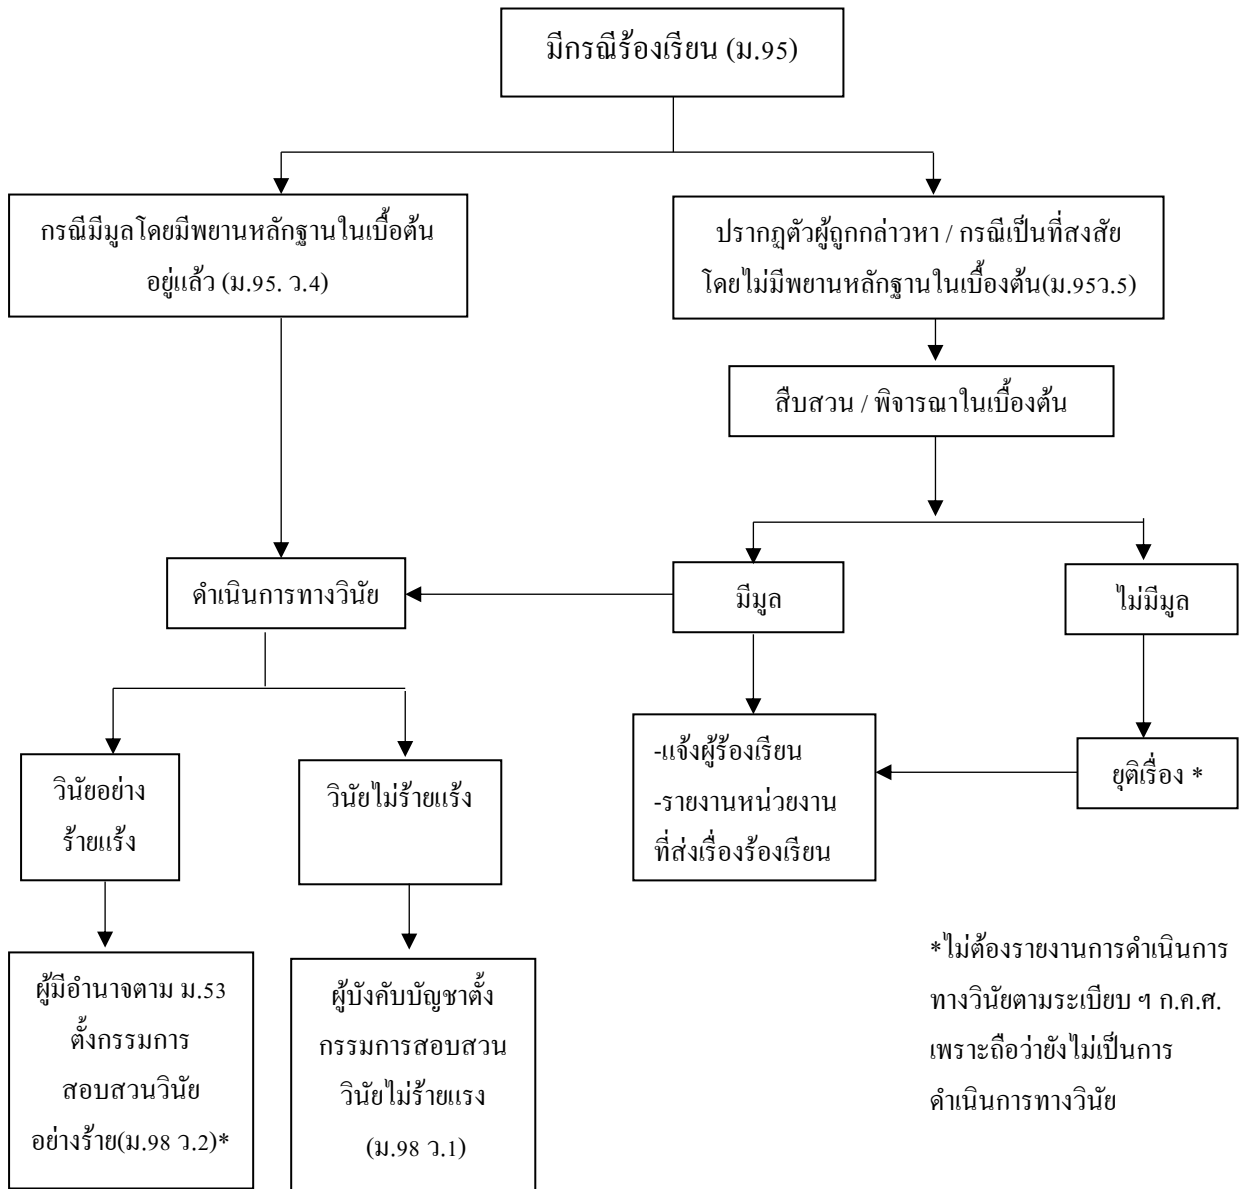 มีกรณีร้องเรียน (ม.95)
กรณีมีมูลโดยมีพยานหลักฐานในเบื้อต้น
อยู่แล้ว (ม.95. ว.4)
ปรากฏตัวผู้ถูกกล่าวหา / กรณีเป็นที่สงสัย
โดยไม่มีพยานหลักฐานในเบื้องต้น(ม.95ว.5)
สืบสวน / พิจารณาในเบื้องต้น
ดำเนินการทางวินัย
มีมูล
ไม่มีมูล
วินัยอย่าง
ร้ายแร้ง
วินัยไม่ร้ายแร้ง
-แจ้งผู้ร้องเรียน
-รายงานหน่วยงาน
ที่ส่งเรื่องร้องเรียน
ยุติเรื่อง *
ผู้มีอำนาจตาม ม.53
ตั้งกรรมการ
สอบสวนวินัย
อย่างร้าย(ม.98 ว.2)*
ผู้บังคับบัญชาตั้ง
กรรมการสอบสวน
วินัยไม่ร้ายแรง
(ม.98 ว.1)
*ไม่ต้องรายงานการดำเนินการ
ทางวินัยตามระเบียบ ฯ ก.ค.ศ.
เพราะถือว่ายังไม่เป็นการ
ดำเนินการทางวินัย